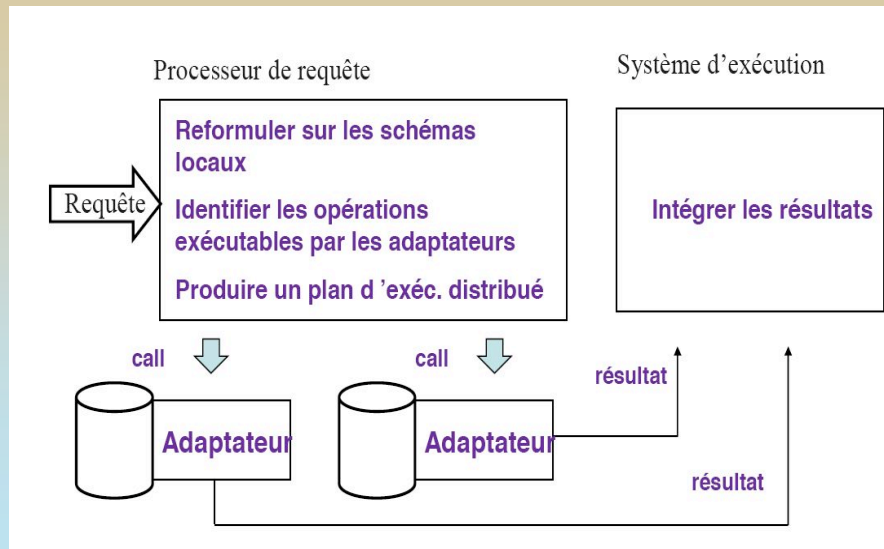 Processeur de requête
Système d'exécution
Reformuler sur les schémas
locaux
Requête
Identifier les opérations
exécutables par les adaptateurs
Produire un plan d 'exéc. distribué
Intégrer les résultats
call
call
résultat
Adaptateur
Adaptateur
résultat